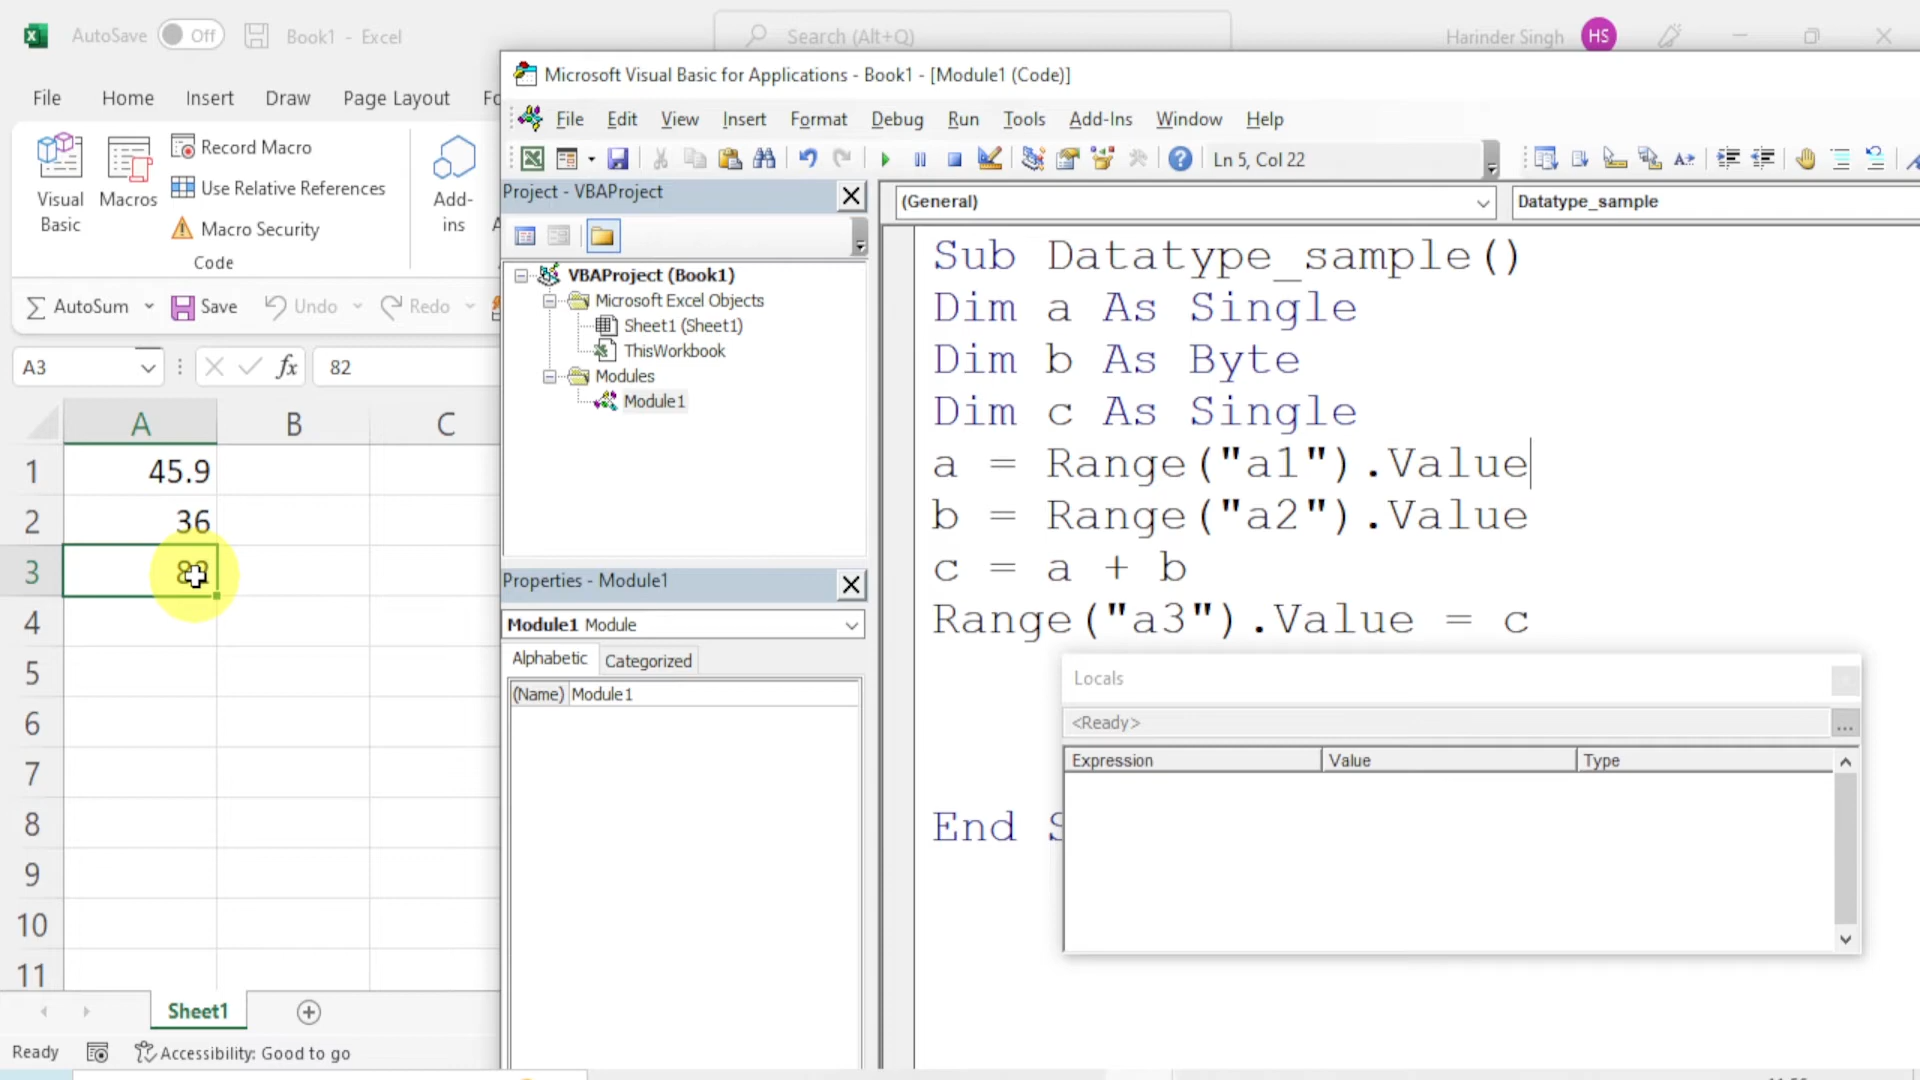 AutoSave Off Book1 - Excel Search (Alt+Q) Harinder Singh HS
Microsoft Visual Basic for Applications - Book1 - [Module1 (Code)]
File Home Insert Draw Page Layout
File Edit View Insert Format Debug Run Tools Add-Ins Window Help
Visual Basic
Macros
Record Macro
Use Relative References
Macro Security
Add-ins
Code
Ln 5, Col 22
AutoSum Save Undo Redo
A3 fx 82
A B C
1 45.9
2 36
3 82
4
5
6
7
8
9
10
11
Sheet1
Ready Accessibility: Good to go
Project - VBAProject
VBAProject (Book1)
Microsoft Excel Objects
Sheet1 (Sheet1)
ThisWorkbook
Modules
Module1
Properties - Module1
Module1 Module
Alphabetic Categorized
(Name) Module1
(General) Datatype_sample
Sub Datatype_sample()
Dim a As Single
Dim b As Byte
Dim c As Single
a = Range("a1").Value
b = Range("a2").Value
c = a + b
Range("a3").Value = c
End S
Locals
<Ready>
...
Expression Value Type